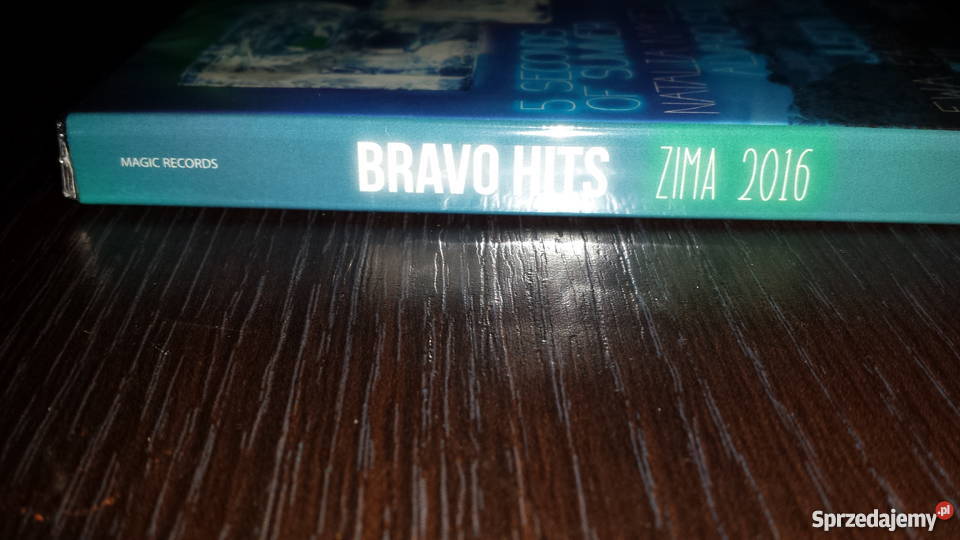 5 SECONDS
OF SUMMER
MAGIC RECORDS
BRAVO HITS
ZIMA 2016
Sprzedajemy.pl